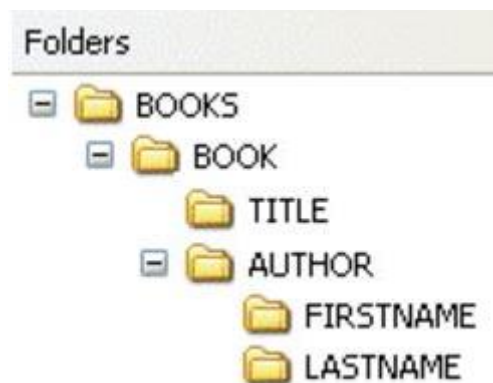 Folders
BOOKS
BOOK
TITLE
AUTHOR
FIRSTNAME
LASTNAME